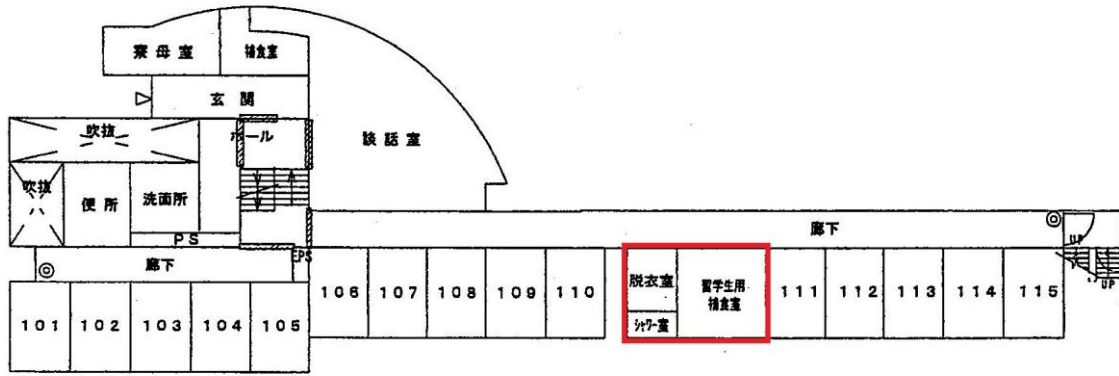 寮母室
補食室
玄関
吹抜
ホール
談話室
吹抜
便所
洗面所
PS
EPS
廊下
廊下
UP
UP
101
102
103
104
105
106
107
108
109
110
脱衣室
シャワー室
留学生用
補食室
111
112
113
114
115